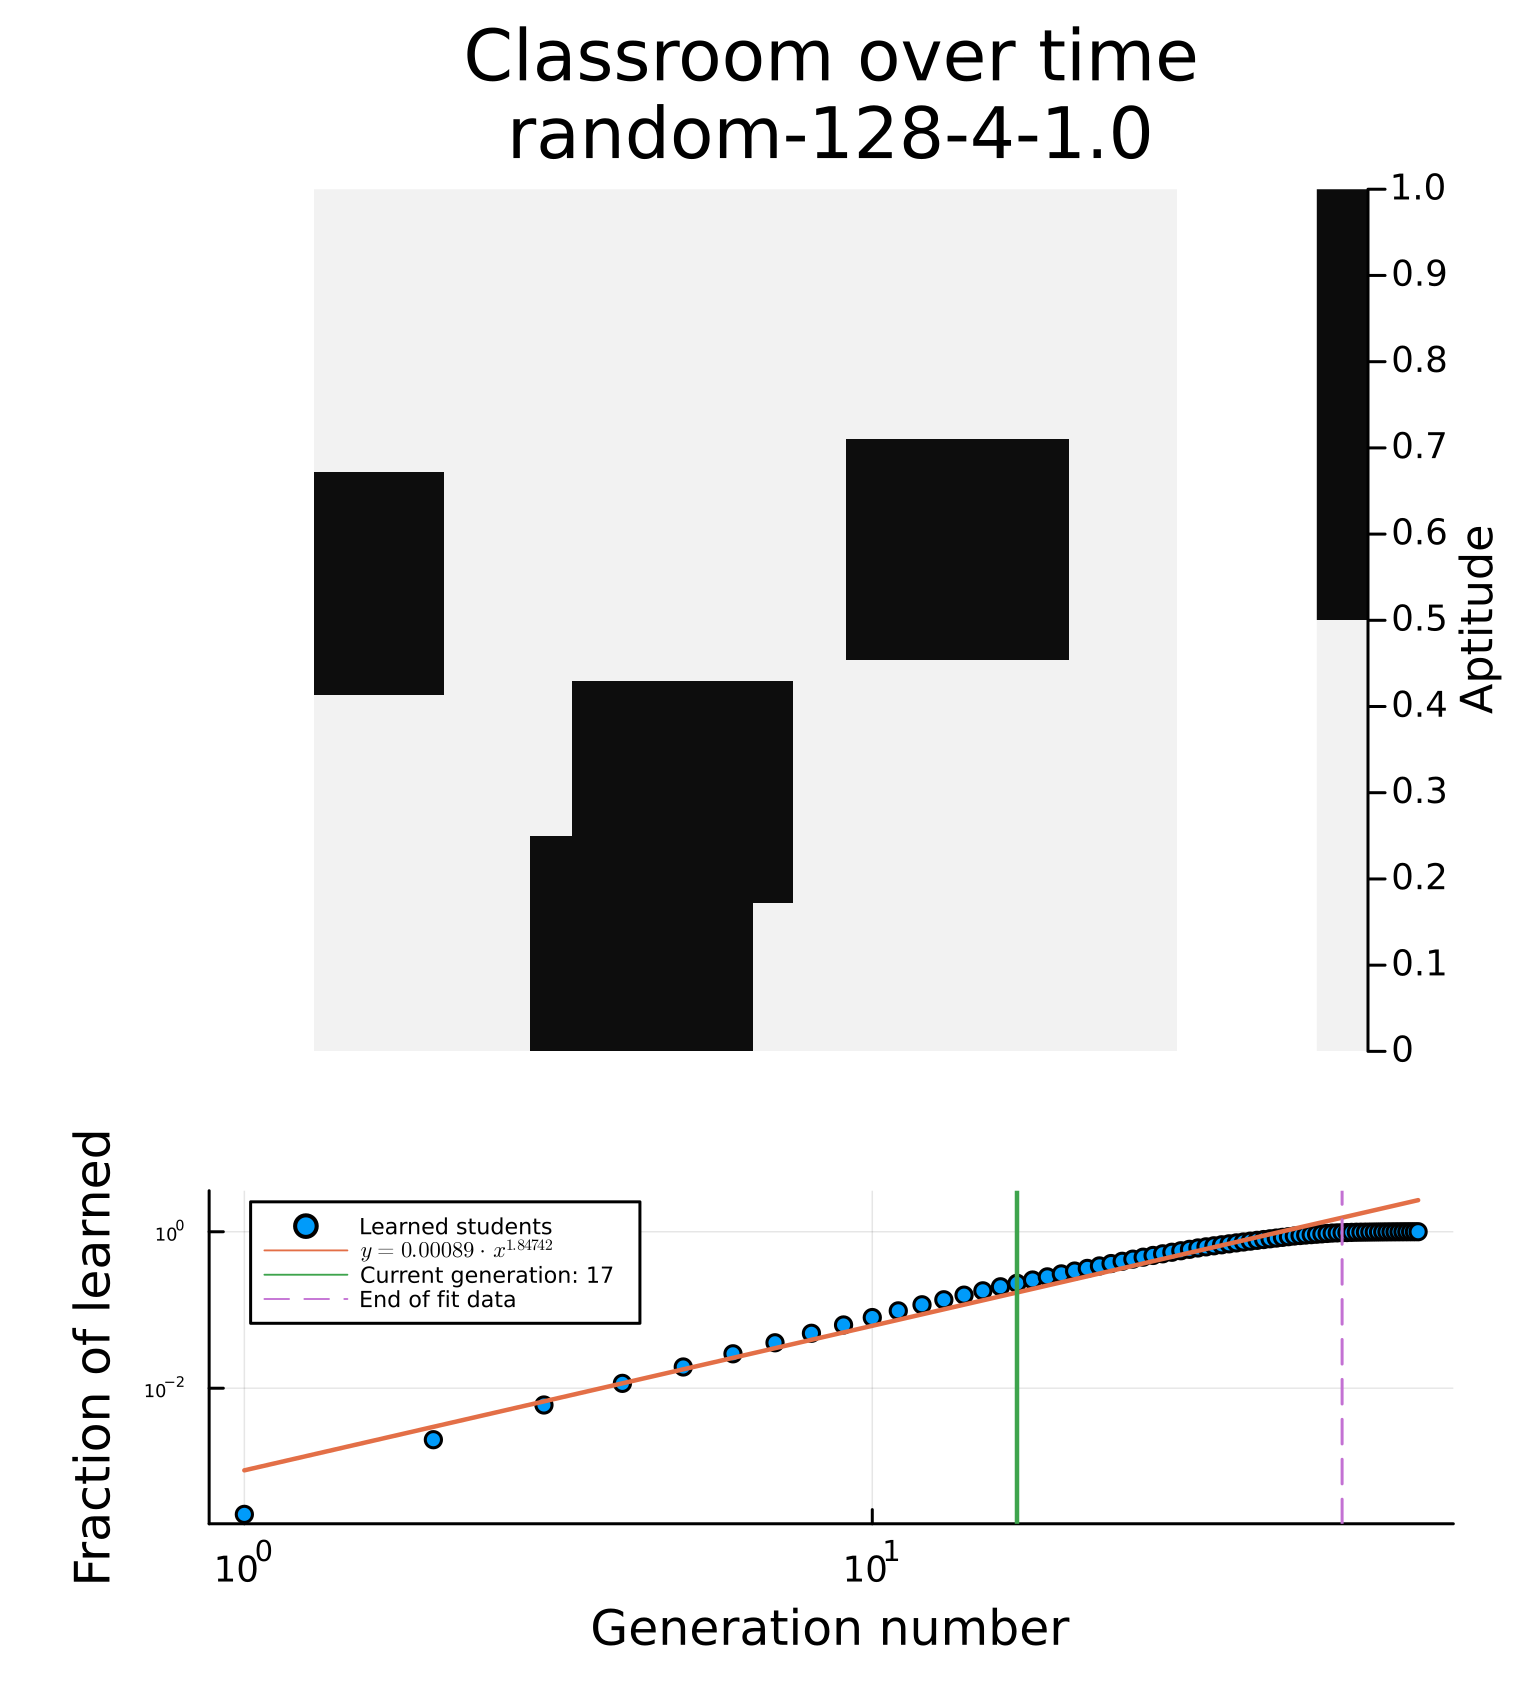 Classroom over time
random-128-4-1.0
1.0
0.9
0.8
0.7
0.6
0.5
0.4
0.3
0.2
0.1
0
Aptitude
Fraction of learned
10⁰
10⁻²
Learned students
y = 0.00089 · x^1.84742
Current generation: 17
End of fit data
10⁰
10¹
Generation number